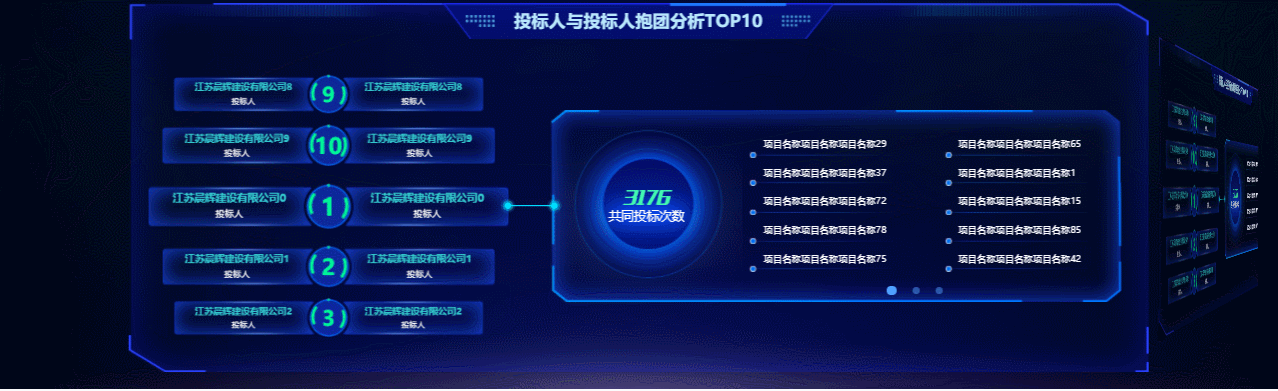 投标人与投标人抱团分析TOP10
江苏晨辉建设有限公司8
投标人
9
江苏晨辉建设有限公司8
投标人
江苏晨辉建设有限公司9
投标人
10
江苏晨辉建设有限公司9
投标人
江苏晨辉建设有限公司0
投标人
1
江苏晨辉建设有限公司0
投标人
江苏晨辉建设有限公司1
投标人
2
江苏晨辉建设有限公司1
投标人
江苏晨辉建设有限公司2
投标人
3
江苏晨辉建设有限公司2
投标人
3176
共同投标次数
项目名称项目名称项目名称29
项目名称项目名称项目名称37
项目名称项目名称项目名称72
项目名称项目名称项目名称78
项目名称项目名称项目名称75
项目名称项目名称项目名称65
项目名称项目名称项目名称1
项目名称项目名称项目名称15
项目名称项目名称项目名称85
项目名称项目名称项目名称42